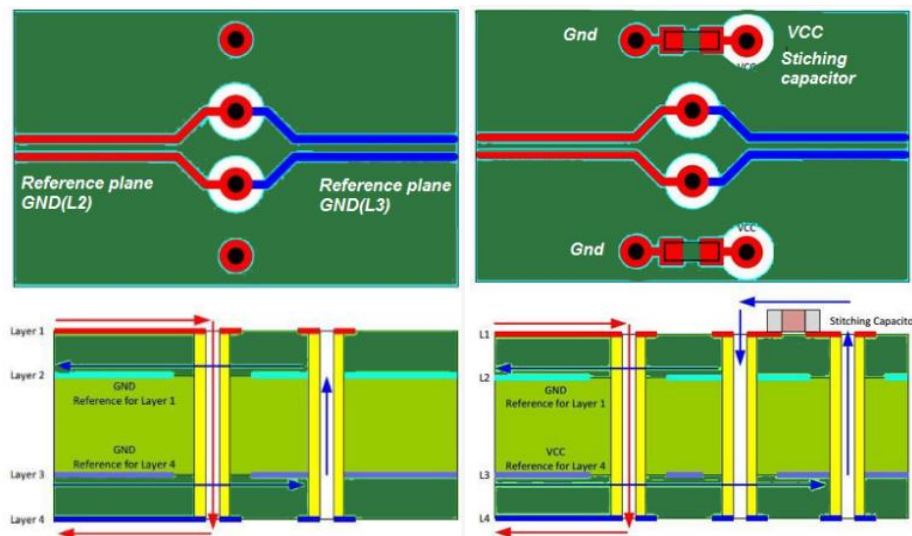 Reference plane
GND(L2)
Reference plane
GND(L3)
Gnd
VCC
Stiching
capacitor
VCC
Gnd
VCC
Layer 1
Layer 2
GND
Reference for Layer 1
GND
Reference for Layer 4
Layer 3
Layer 4
Stitching Capacitor
L1
L2
GND
Reference for Layer 1
VCC
Reference for Layer 4
L3
L4